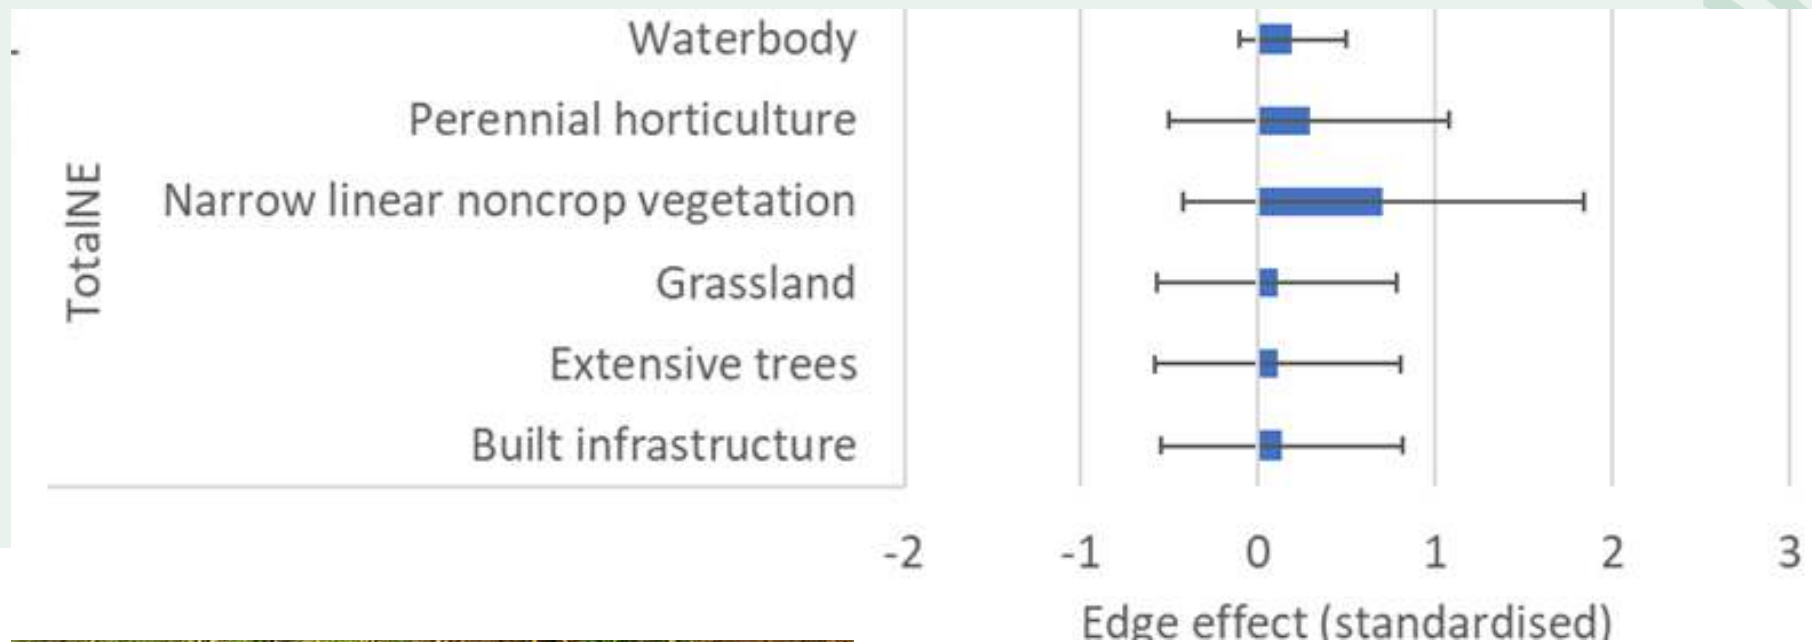 Waterbody
Perennial horticulture
Narrow linear noncrop vegetation
Grassland
Extensive trees
Built infrastructure
TotalNE
-2 -1 0 1 2 3
Edge effect (standardised)